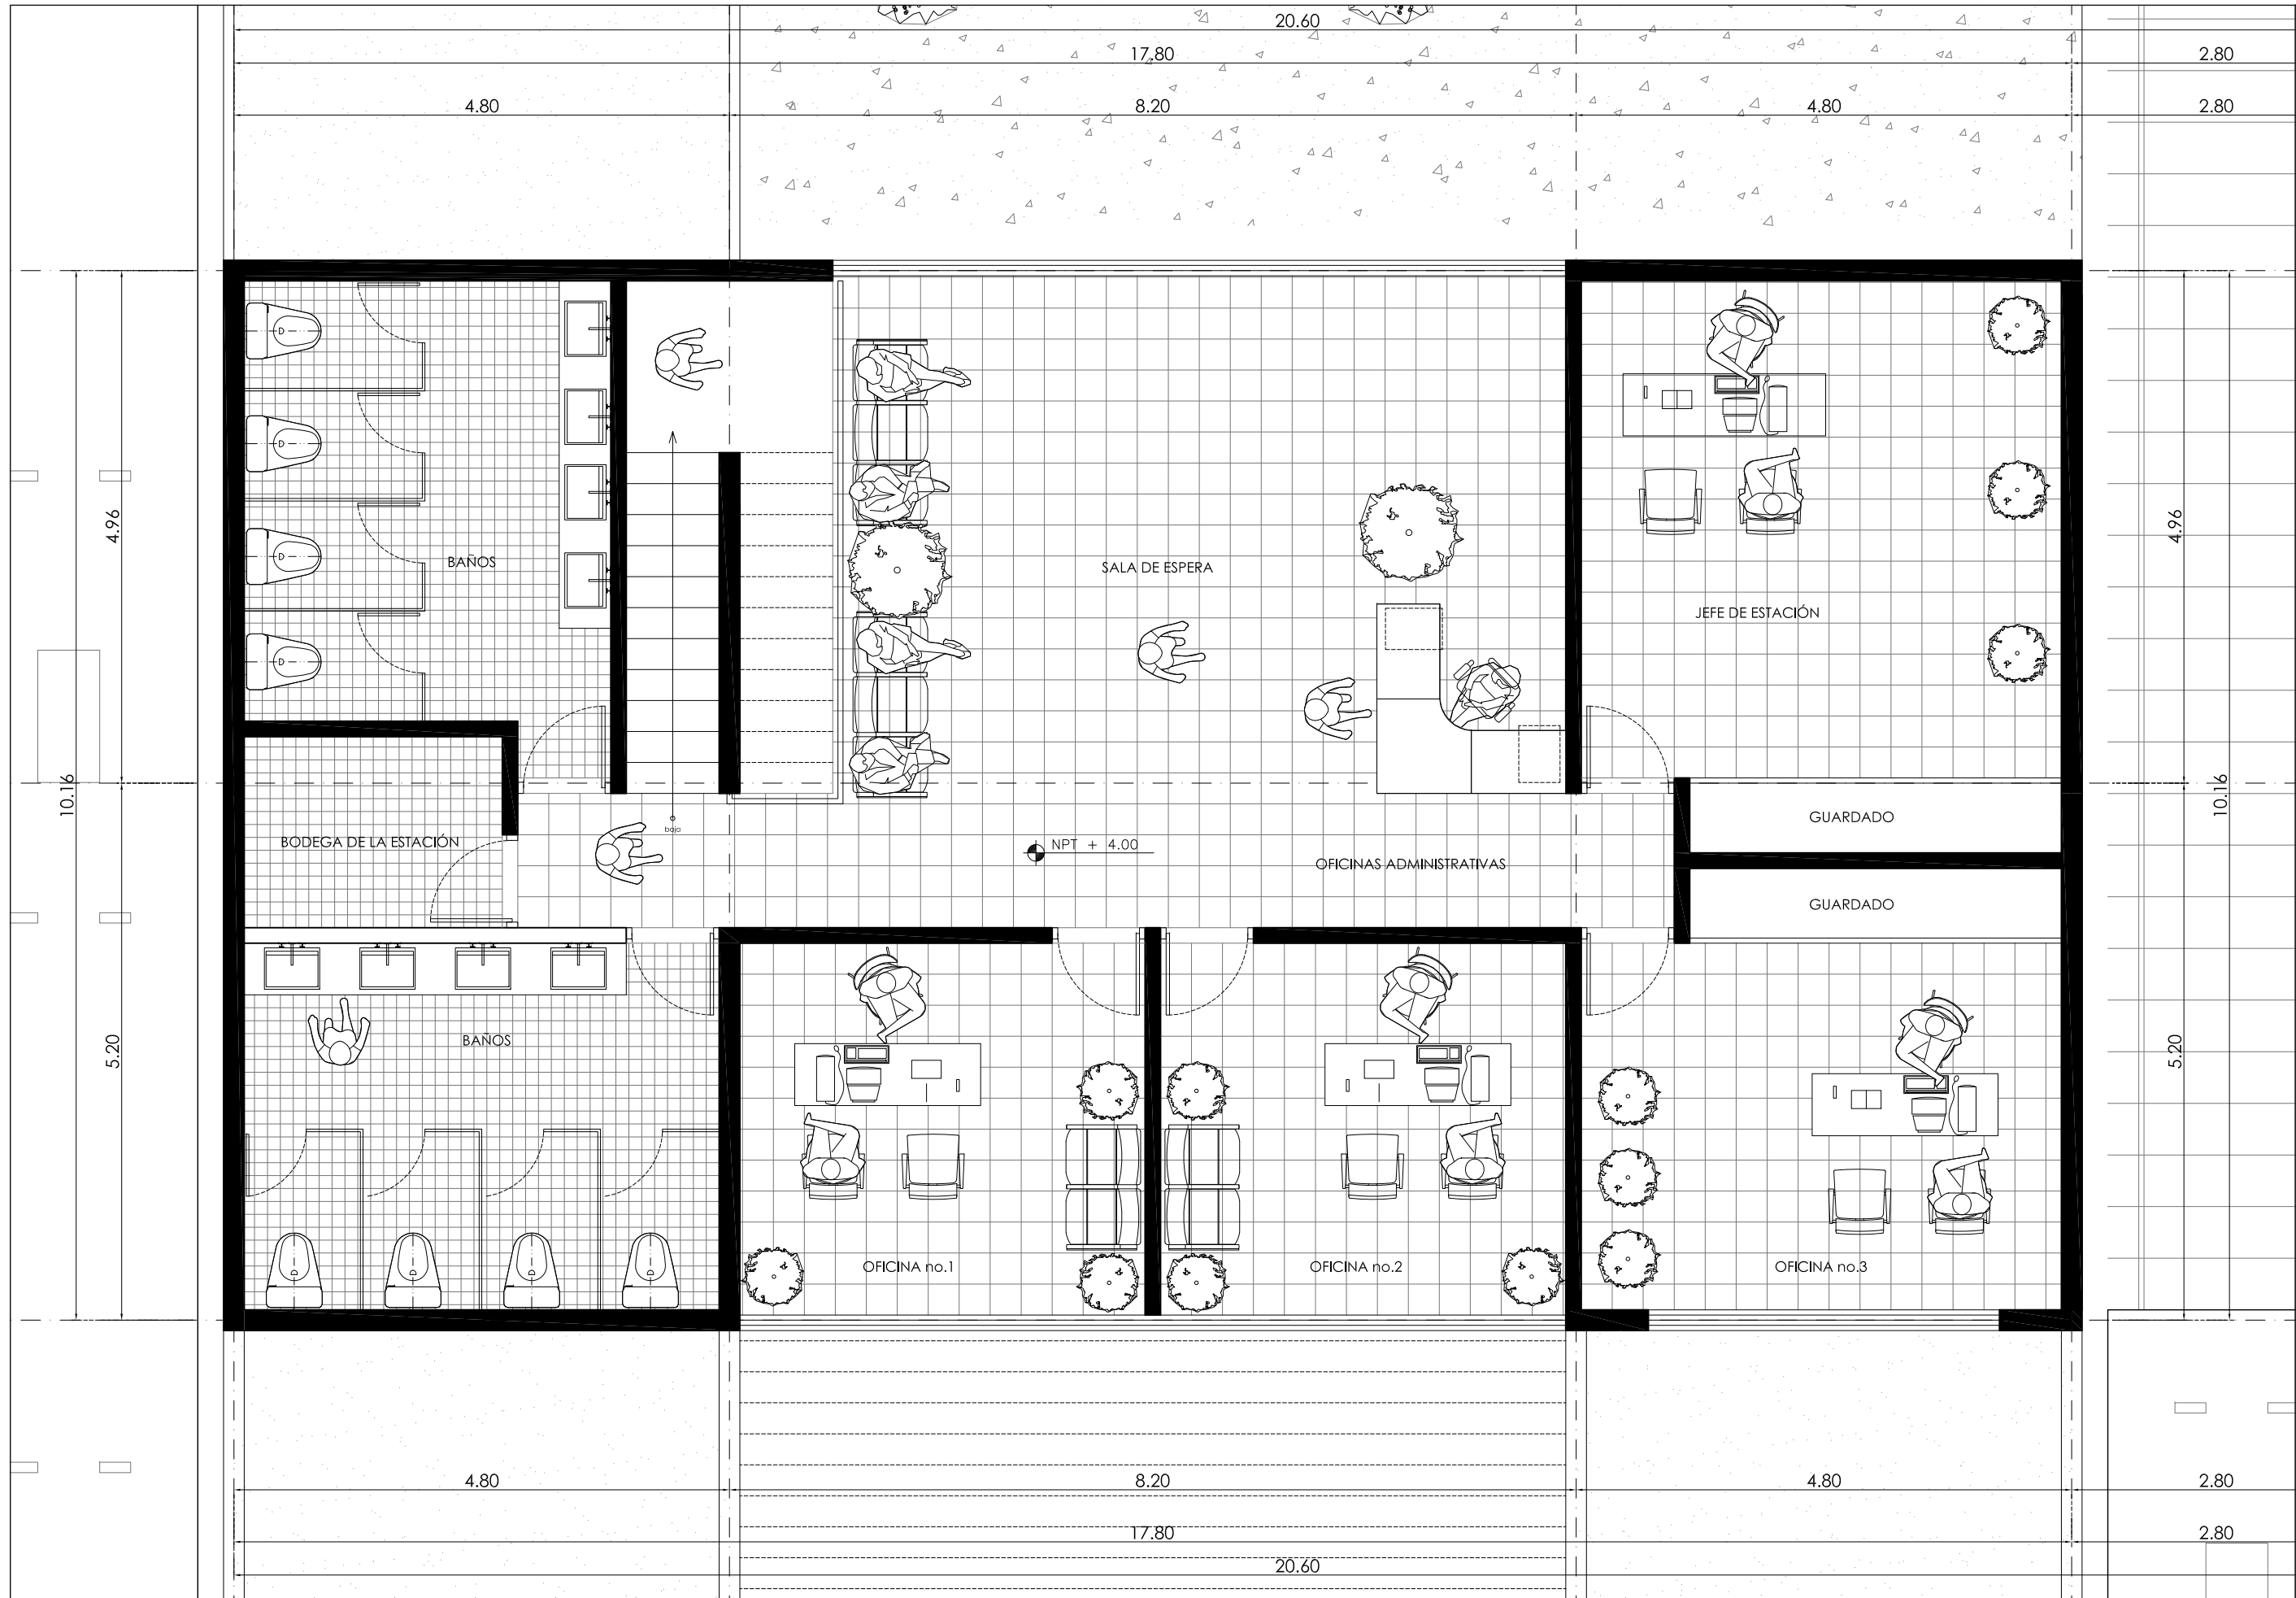 20.60
17.80
2.80
4.80
8.20
4.80
2.80
4.96
4.96
BAÑOS
SALA DE ESPERA
JEFE DE ESTACIÓN
10.16
10.16
GUARDADO
baja
BODEGA DE LA ESTACIÓN
NPT + 4.00
OFICINAS ADMINISTRATIVAS
GUARDADO
5.20
5.20
BAÑOS
OFICINA no.1
OFICINA no.2
OFICINA no.3
4.80
8.20
4.80
2.80
17.80
2.80
20.60